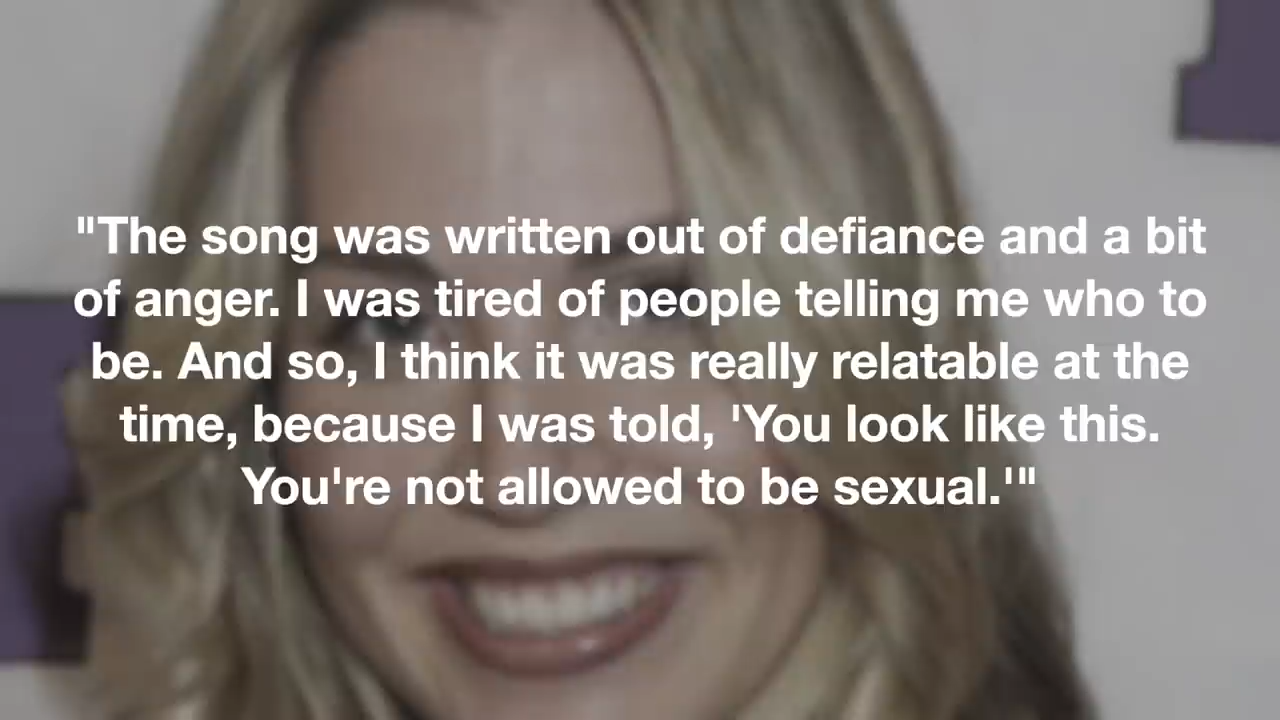 "The song was written out of defiance and a bit
of anger. I was tired of people telling me who to
be. And so, I think it was really relatable at the
time, because I was told, 'You look like this.
You're not allowed to be sexual.'"